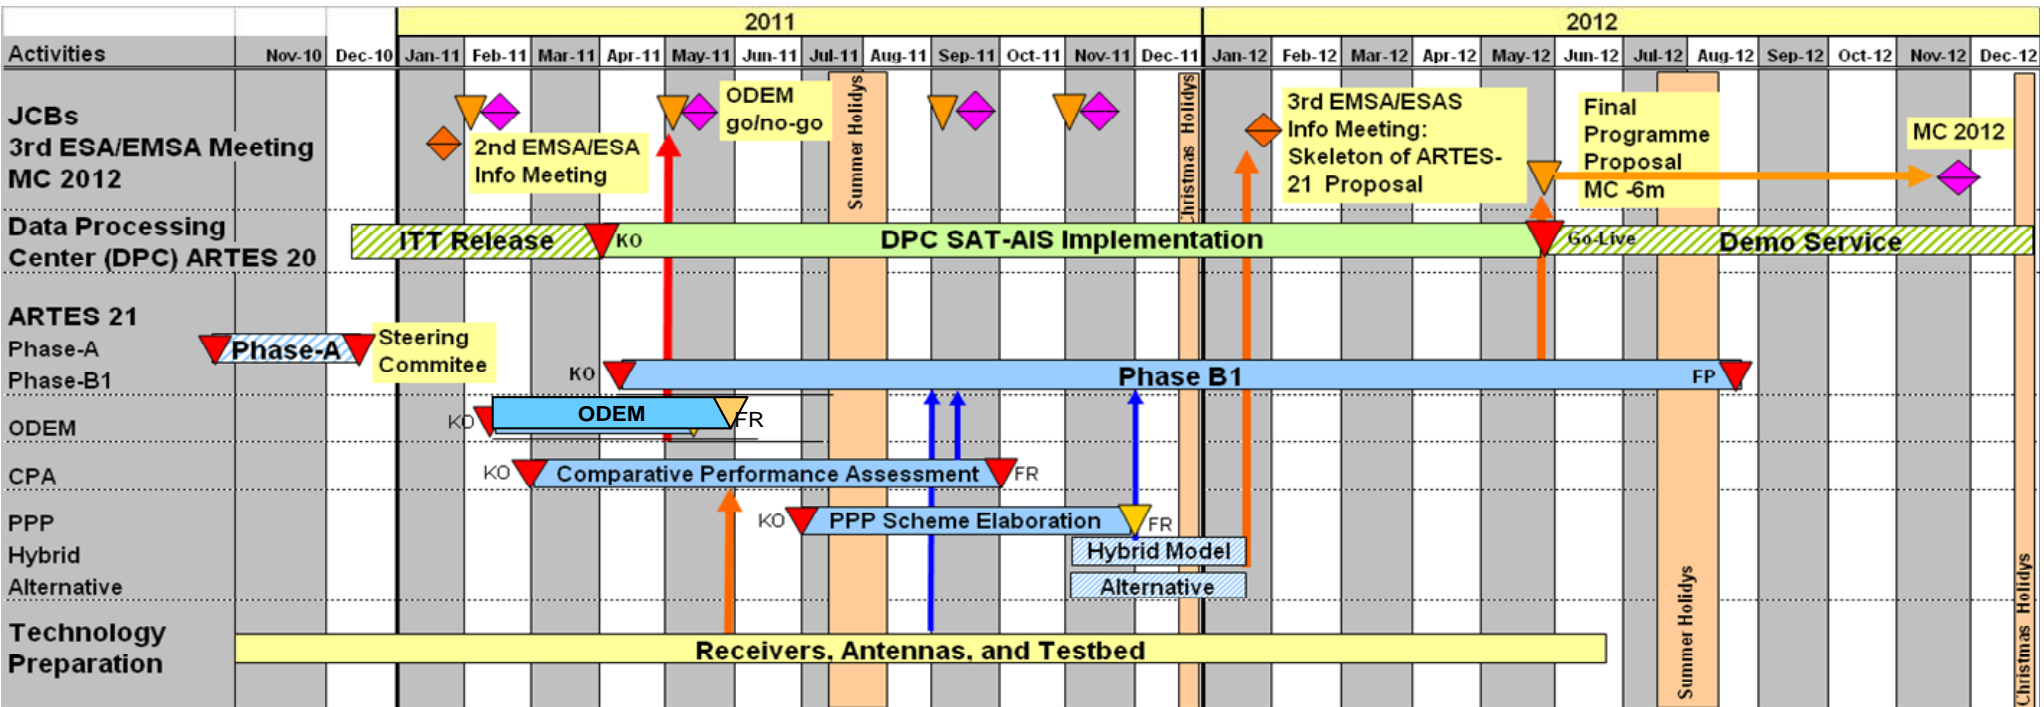 2011
2012
Activities
Nov-10
Dec-10
Jan-11
Feb-11
Mar-11
Apr-11
May-11
Jun-11
Jul-11
Aug-11
Sep-11
Oct-11
Nov-11
Dec-11
Jan-12
Feb-12
Mar-12
Apr-12
May-12
Jun-12
Jul-12
Aug-12
Sep-12
Oct-12
Nov-12
Dec-12
JCBs
3rd ESA/EMSA Meeting
MC 2012
2nd EMSA/ESA
Info Meeting
ODEM
go/no-go
Summer Holidys
Christmas Holidys
3rd EMSA/ESAS
Info Meeting:
Skeleton of ARTES-
21 Proposal
Final
Programme
Proposal
MC -6m
MC 2012
Data Processing
Center (DPC) ARTES 20
ITT Release
KO
DPC SAT-AIS Implementation
Go-Live
Demo Service
ARTES 21
Phase-A
Phase-B1
Phase-A
Steering
Commitee
KO
Phase B1
FP
ODEM
KO
ODEM
FR
CPA
KO
Comparative Performance Assessment
FR
PPP
Hybrid
Alternative
KO
PPP Scheme Elaboration
FR
Hybrid Model
Alternative
Summer Holidys
Christmas Holidys
Technology
Preparation
Receivers, Antennas, and Testbed